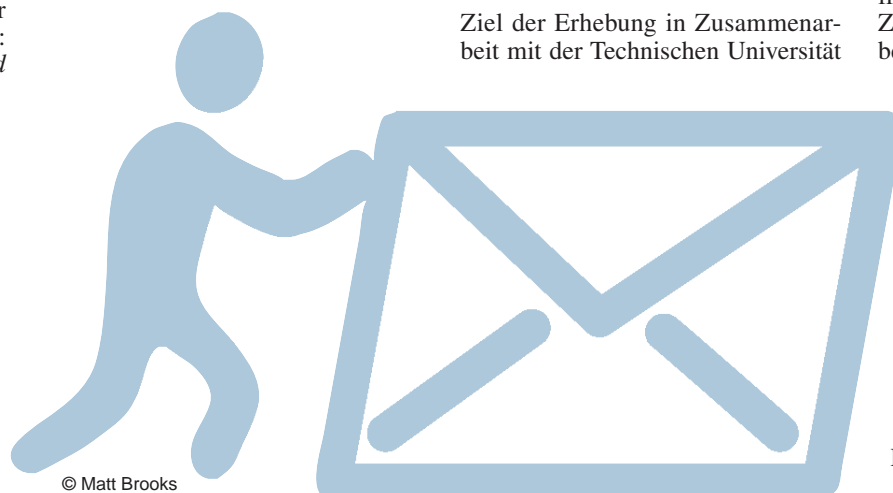 r
:
d
Ziel der Erhebung in Zusammenar-
beit mit der Technischen Universität
Z
b
© Matt Brooks